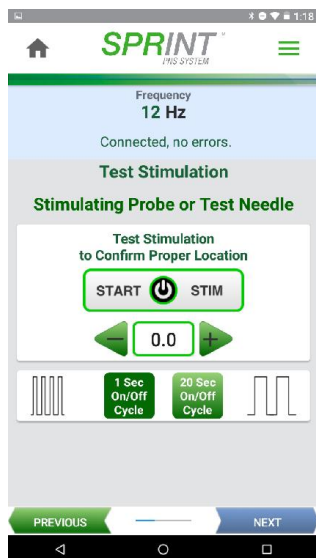 1:18
SPRINT
PNS SYSTEM
Frequency
12 Hz
Connected, no errors.
Test Stimulation
Stimulating Probe or Test Needle
Test Stimulation
to Confirm Proper Location
START STIM
− 0.0 +
1 Sec
On/Off
Cycle
20 Sec
On/Off
Cycle
PREVIOUS NEXT